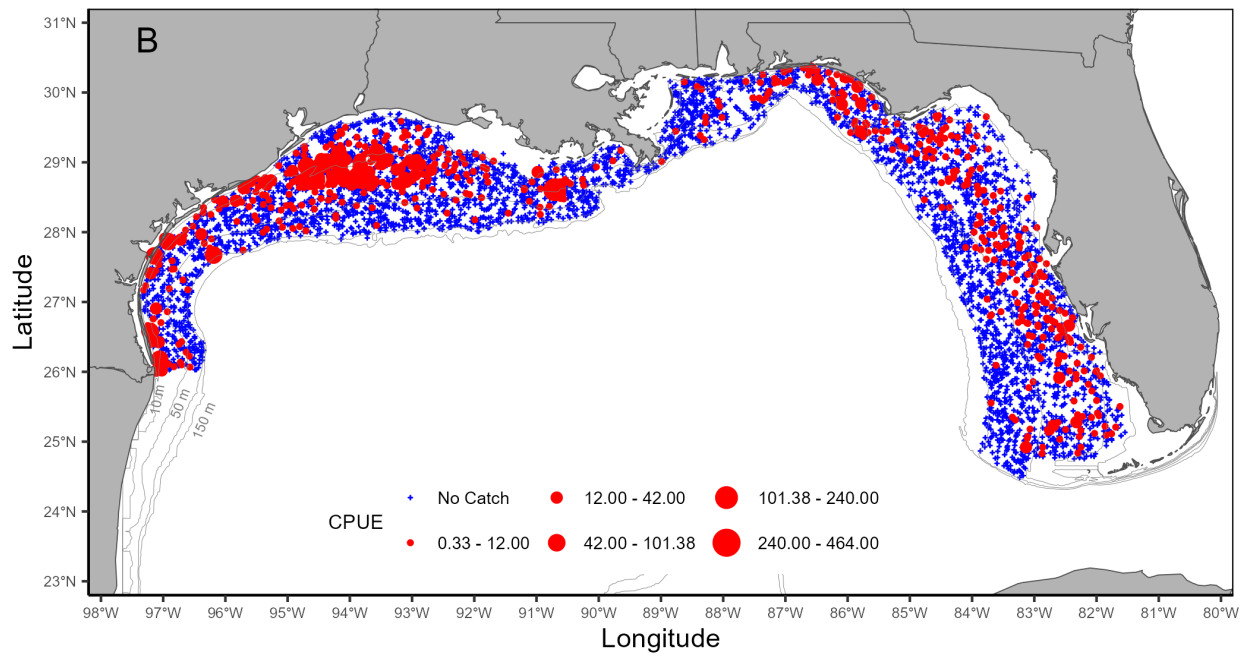 B
31°N
30°N
29°N
28°N
27°N
26°N
25°N
24°N
23°N
Latitude
10 m
50 m
150 m
CPUE
No Catch
12.00 - 42.00
101.38 - 240.00
0.33 - 12.00
42.00 - 101.38
240.00 - 464.00
98°W 97°W 96°W 95°W 94°W 93°W 92°W 91°W 90°W 89°W 88°W 87°W 86°W 85°W 84°W 83°W 82°W 81°W 80°W
Longitude